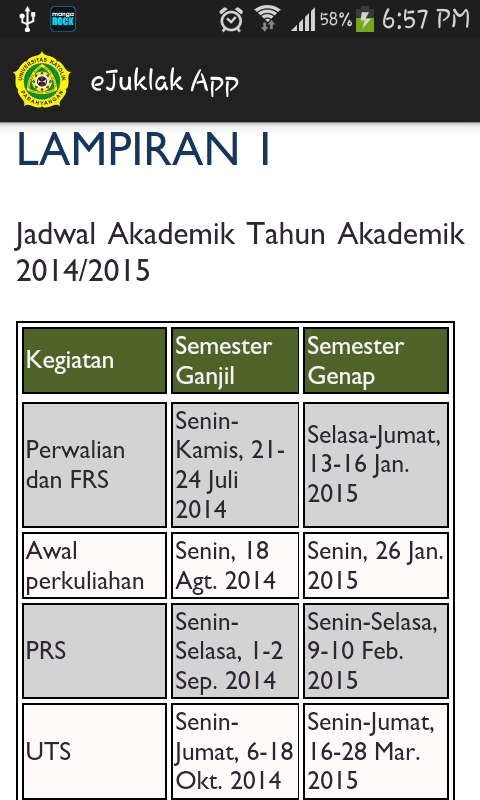 manga ROCK 58% 6:57 PM
UNIVERSITAS KATOLIK PARAHYANGAN
eJuklak App
LAMPIRAN 1
Jadwal Akademik Tahun Akademik
2014/2015
Kegiatan
Semester
Ganjil
Semester
Genap
Perwalian
dan FRS
Senin-
Kamis, 21-
24 Juli
2014
Selasa-Jumat,
13-16 Jan.
2015
Awal
perkuliahan
Senin, 18
Agt. 2014
Senin, 26 Jan.
2015
PRS
Senin-
Selasa, 1-2
Sep. 2014
Senin-Selasa,
9-10 Feb.
2015
UTS
Senin-
Jumat, 6-18
Okt. 2014
Senin-Jumat,
16-28 Mar.
2015